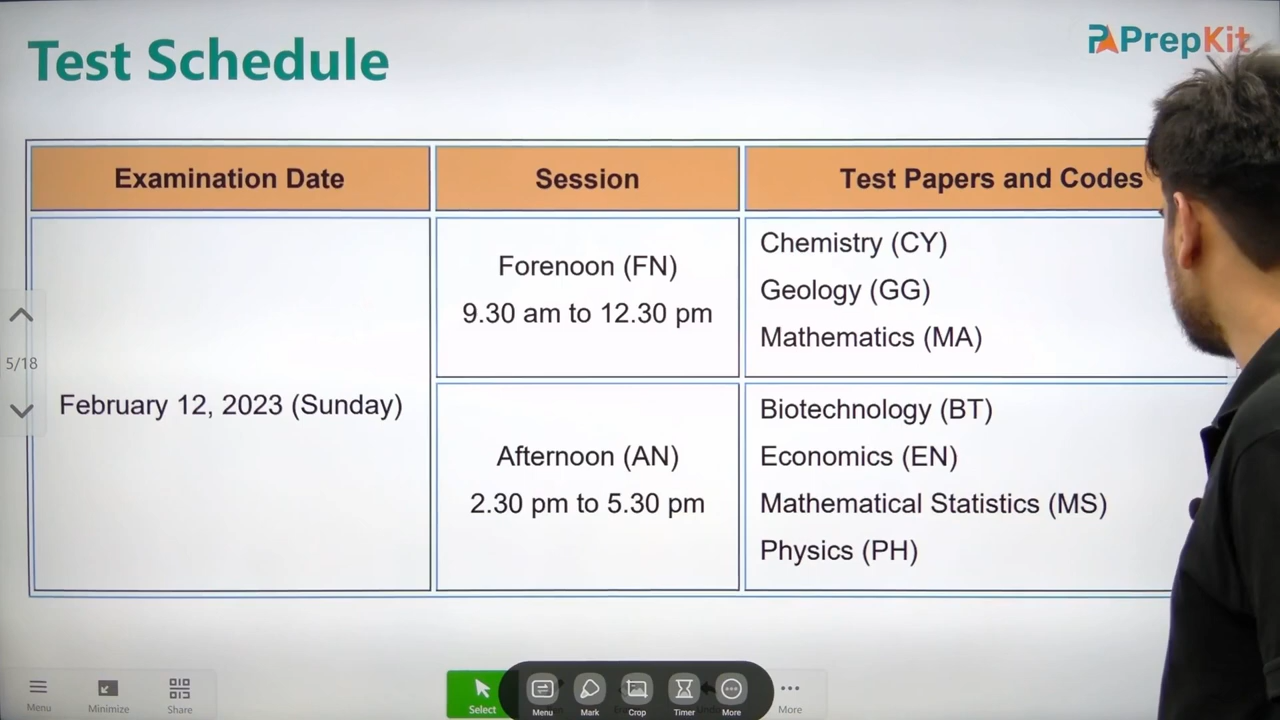 Test Schedule
PrepKit
Examination Date
Session
Test Papers and Codes
February 12, 2023 (Sunday)
Forenoon (FN)
9.30 am to 12.30 pm
Chemistry (CY)
Geology (GG)
Mathematics (MA)
Afternoon (AN)
2.30 pm to 5.30 pm
Biotechnology (BT)
Economics (EN)
Mathematical Statistics (MS)
Physics (PH)
5/18
Menu
Minimize
Share
Select
Menu
Mark
Crop
Timer
More
More